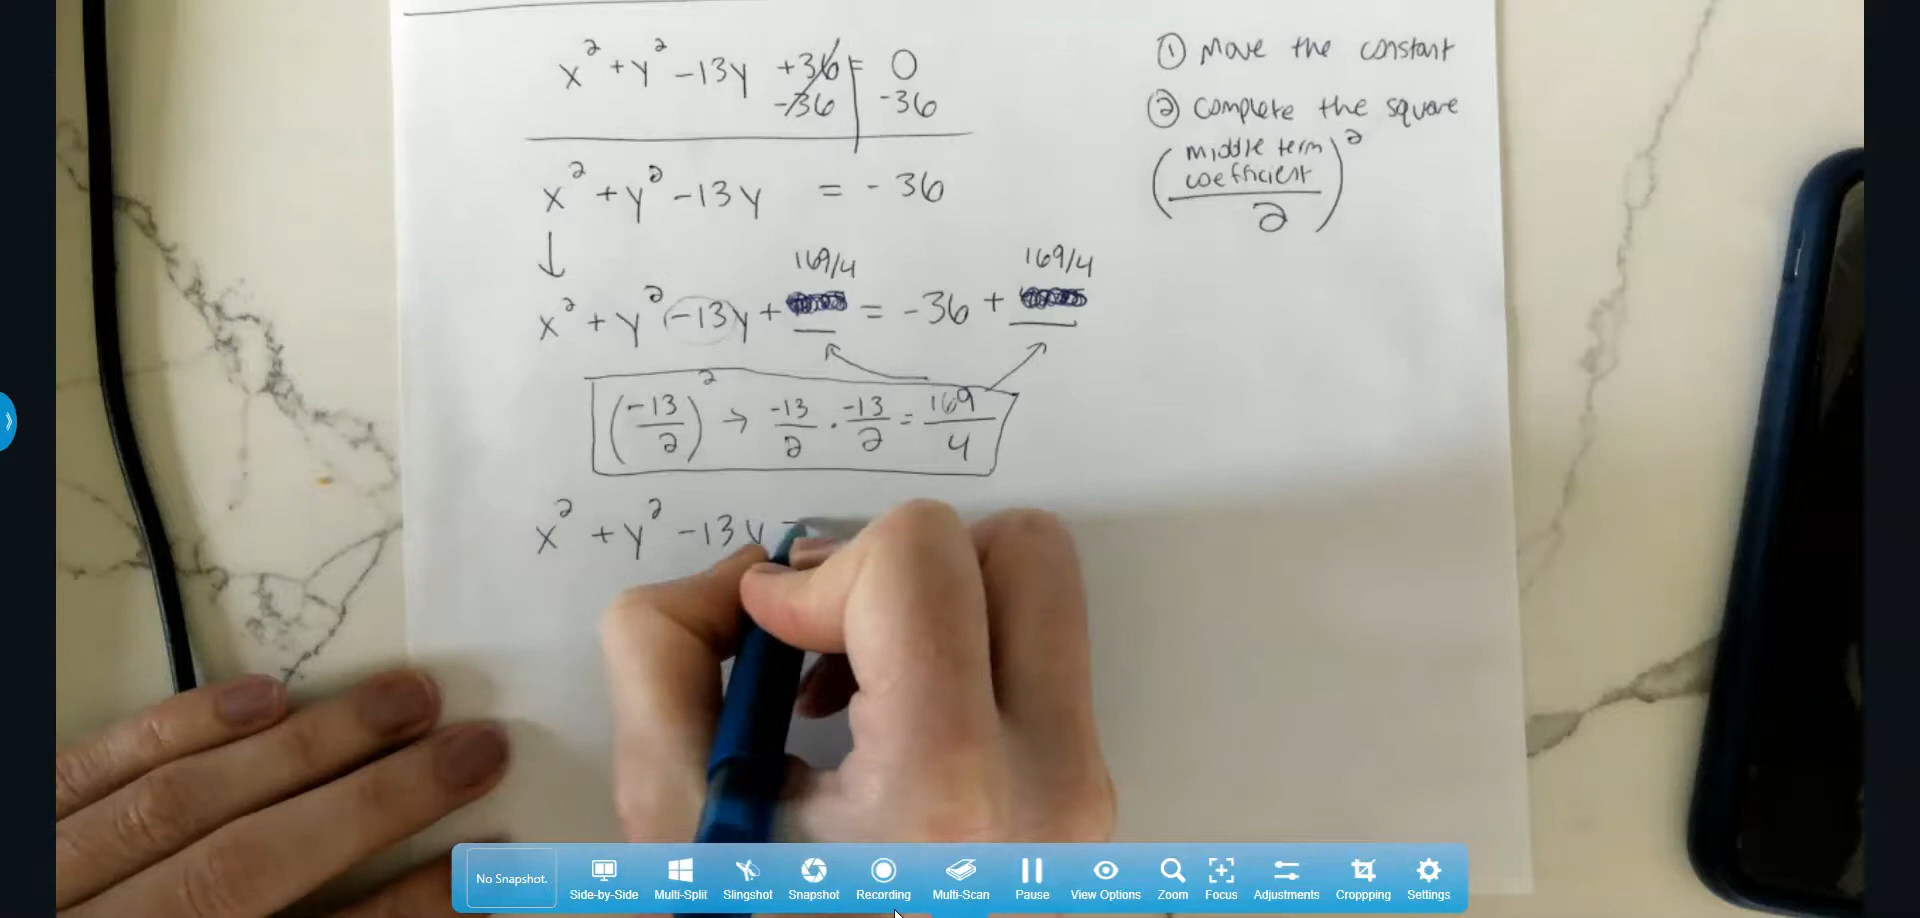 x² + y² - 13y + 36 = 0
- 36 - 36
x² + y² - 13y = - 36
↓
169/4 169/4
x² + y² - 13y + ___ = -36 + ___
(-13/2)² → -13/2 · -13/2 = 169/4
x² + y² - 13y
① Move the constant
② Complete the square
(middle term
coefficient
/2)²
No Snapshot.
Side-by-Side Multi-Split Slingshot Snapshot Recording Multi-Scan Pause View Options Zoom Focus Adjustments Croppping Settings